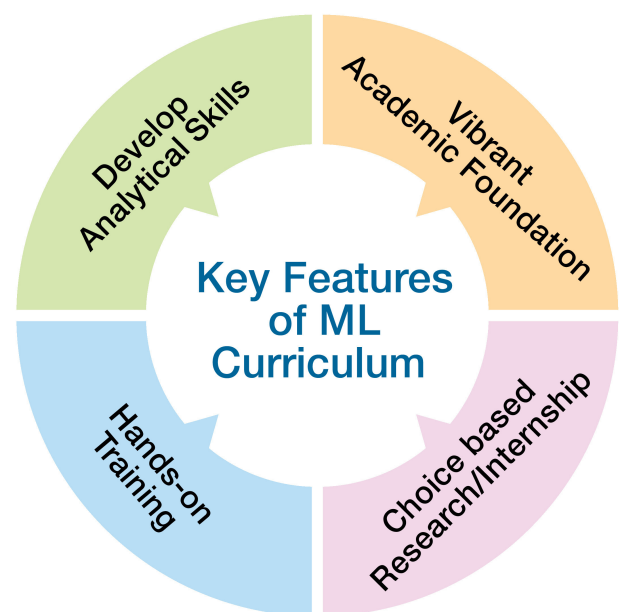 Develop
Analytical Skills
Vibrant
Academic Foundation
Key Features
of ML
Curriculum
Hands-on
Training
Choice based
Research/Internship